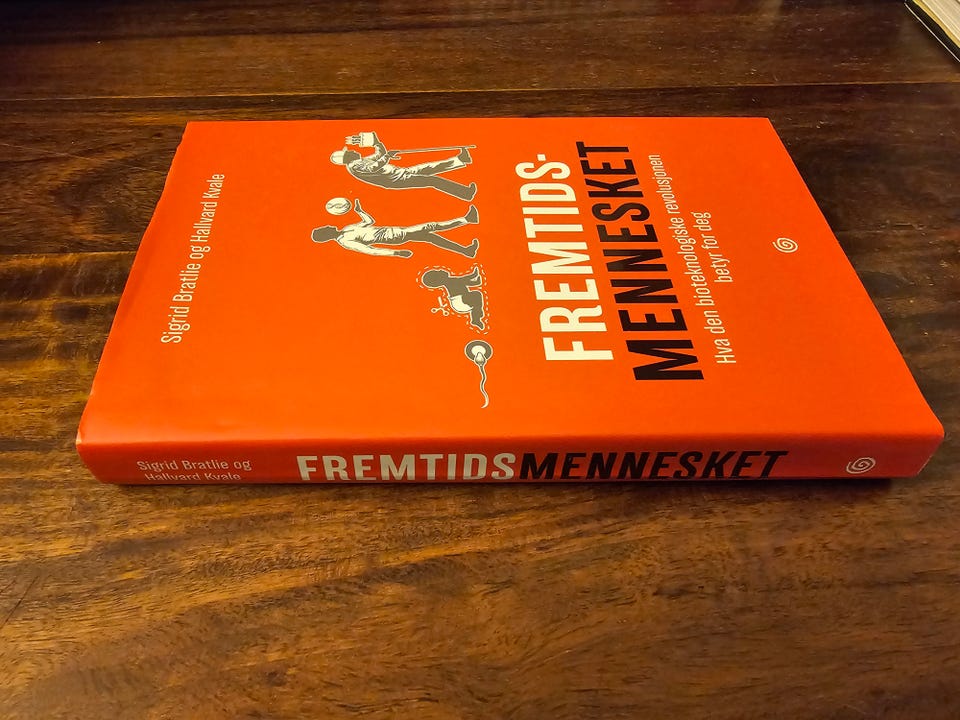 Sigrid Bratlie og Hallvard Kvale
FREMTIDS-
MENNESKET
Hva den bioteknologiske revolusjonen
betyr for deg
Sigrid Bratlie og
Hallvard Kvale
FREMTIDSMENNESKET